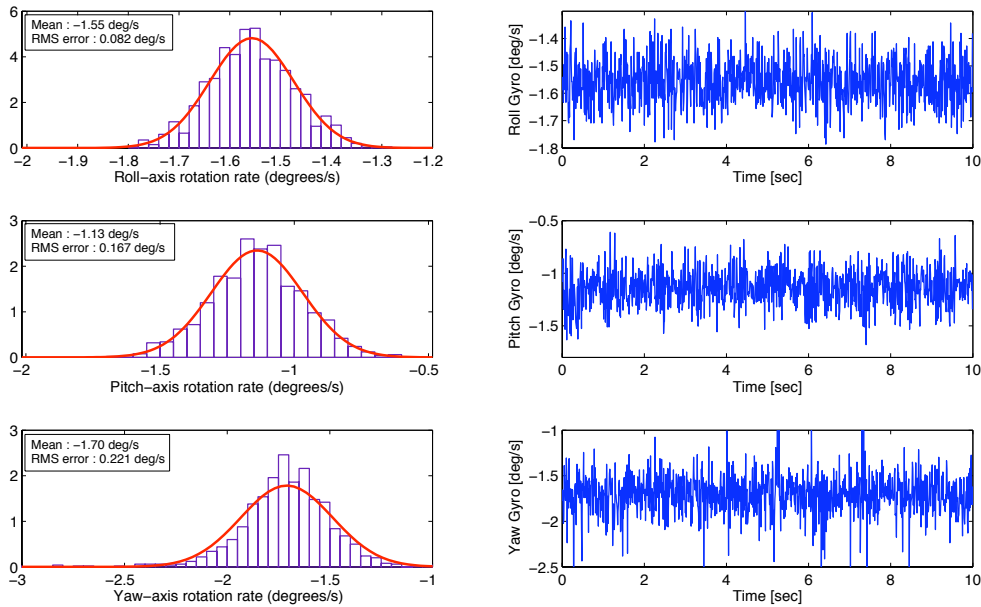 Mean : −1.55 deg/s
RMS error : 0.082 deg/s
6
4
2
0
−2 −1.9 −1.8 −1.7 −1.6 −1.5 −1.4 −1.3 −1.2
Roll−axis rotation rate (degrees/s)
Roll Gyro [deg/s]
−1.4
−1.5
−1.6
−1.7
−1.8
0 2 4 6 8 10
Time [sec]
Mean : −1.13 deg/s
RMS error : 0.167 deg/s
3
2
1
0
−2 −1.5 −1 −0.5
Pitch−axis rotation rate (degrees/s)
Pitch Gyro [deg/s]
−0.5
−1
−1.5
0 2 4 6 8 10
Time [sec]
Mean : −1.70 deg/s
RMS error : 0.221 deg/s
3
2
1
0
−3 −2.5 −2 −1.5 −1
Yaw−axis rotation rate (degrees/s)
Yaw Gyro [deg/s]
−1
−1.5
−2
−2.5
0 2 4 6 8 10
Time [sec]